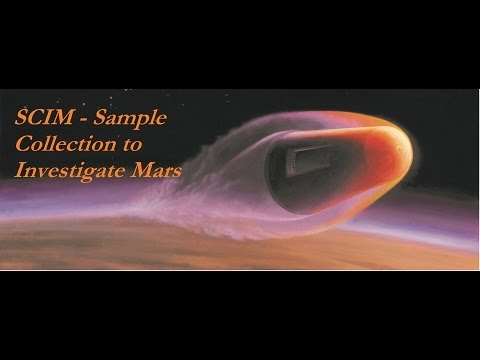 SCIM - Sample
Collection to
Investigate Mars